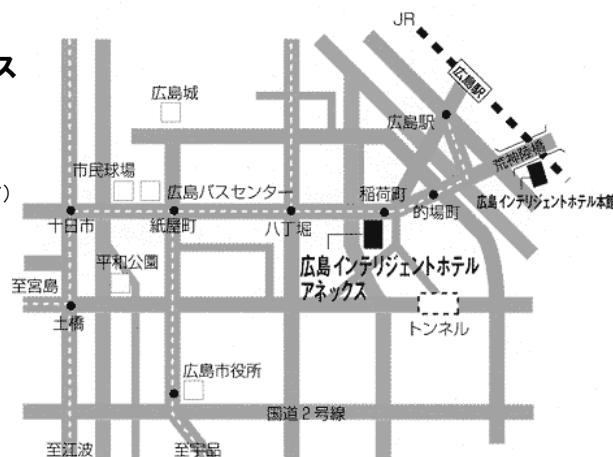 JR
ス
広島駅
広島城
広島駅
荒神陸橋
市民球場
)
広島バスセンター
稲荷町
広島インテリジェントホテル本館
的場町
十日市
紙屋町
八丁堀
平和公園
広島インテリジェントホテル
アネックス
至宮島
土橋
トンネル
広島市役所
国道2号線
至江波
至宇品